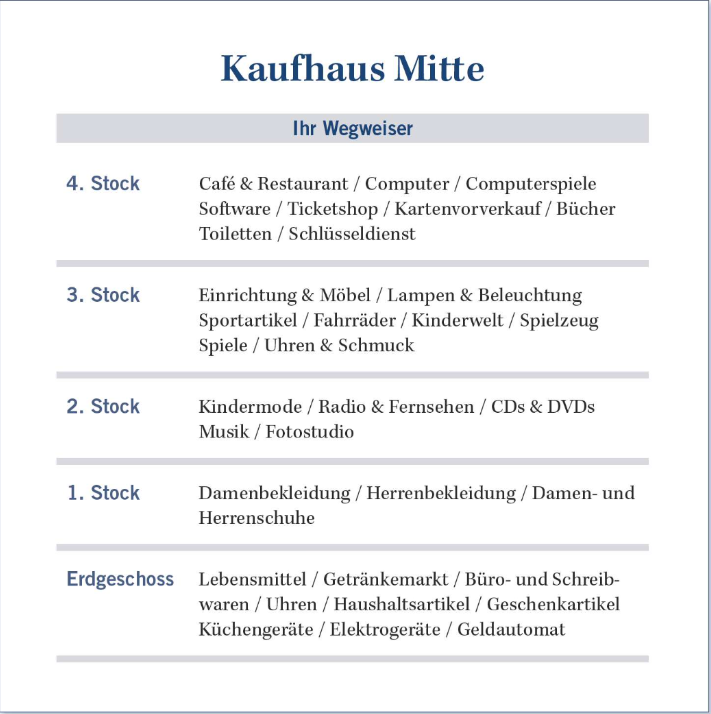 Kaufhaus Mitte
Ihr Wegweiser
4. Stock
Café & Restaurant / Computer / Computerspiele
Software / Ticketshop / Kartenvorverkauf / Bücher
Toiletten / Schlüsseldienst
3. Stock
Einrichtung & Möbel / Lampen & Beleuchtung
Sportartikel / Fahrräder / Kinderwelt / Spielzeug
Spiele / Uhren & Schmuck
2. Stock
Kindermode / Radio & Fernsehen / CDs & DVDs
Musik / Fotostudio
1. Stock
Damenbekleidung / Herrenbekleidung / Damen- und
Herrenschuhe
Erdgeschoss
Lebensmittel / Getränkemarkt / Büro- und Schreib-
waren / Uhren / Haushaltsartikel / Geschenkartikel
Küchengeräte / Elektrogeräte / Geldautomat